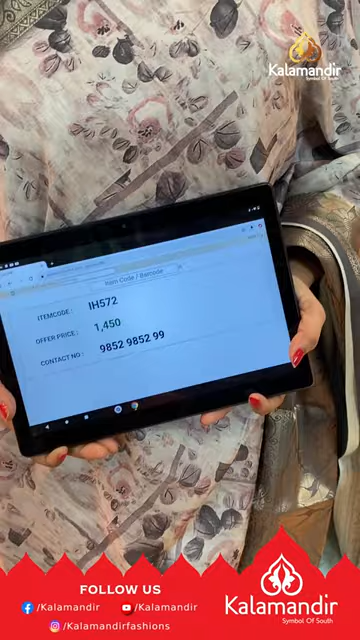 Kalamandir
Symbol Of South
Item Code / Barcode
ITEMCODE : IH572
OFFER PRICE : 1,450
CONTACT NO : 9852 9852 99
FOLLOW US
/Kalamandir /Kalamandir
/Kalamandirfashions
Kalamandir
Symbol Of South